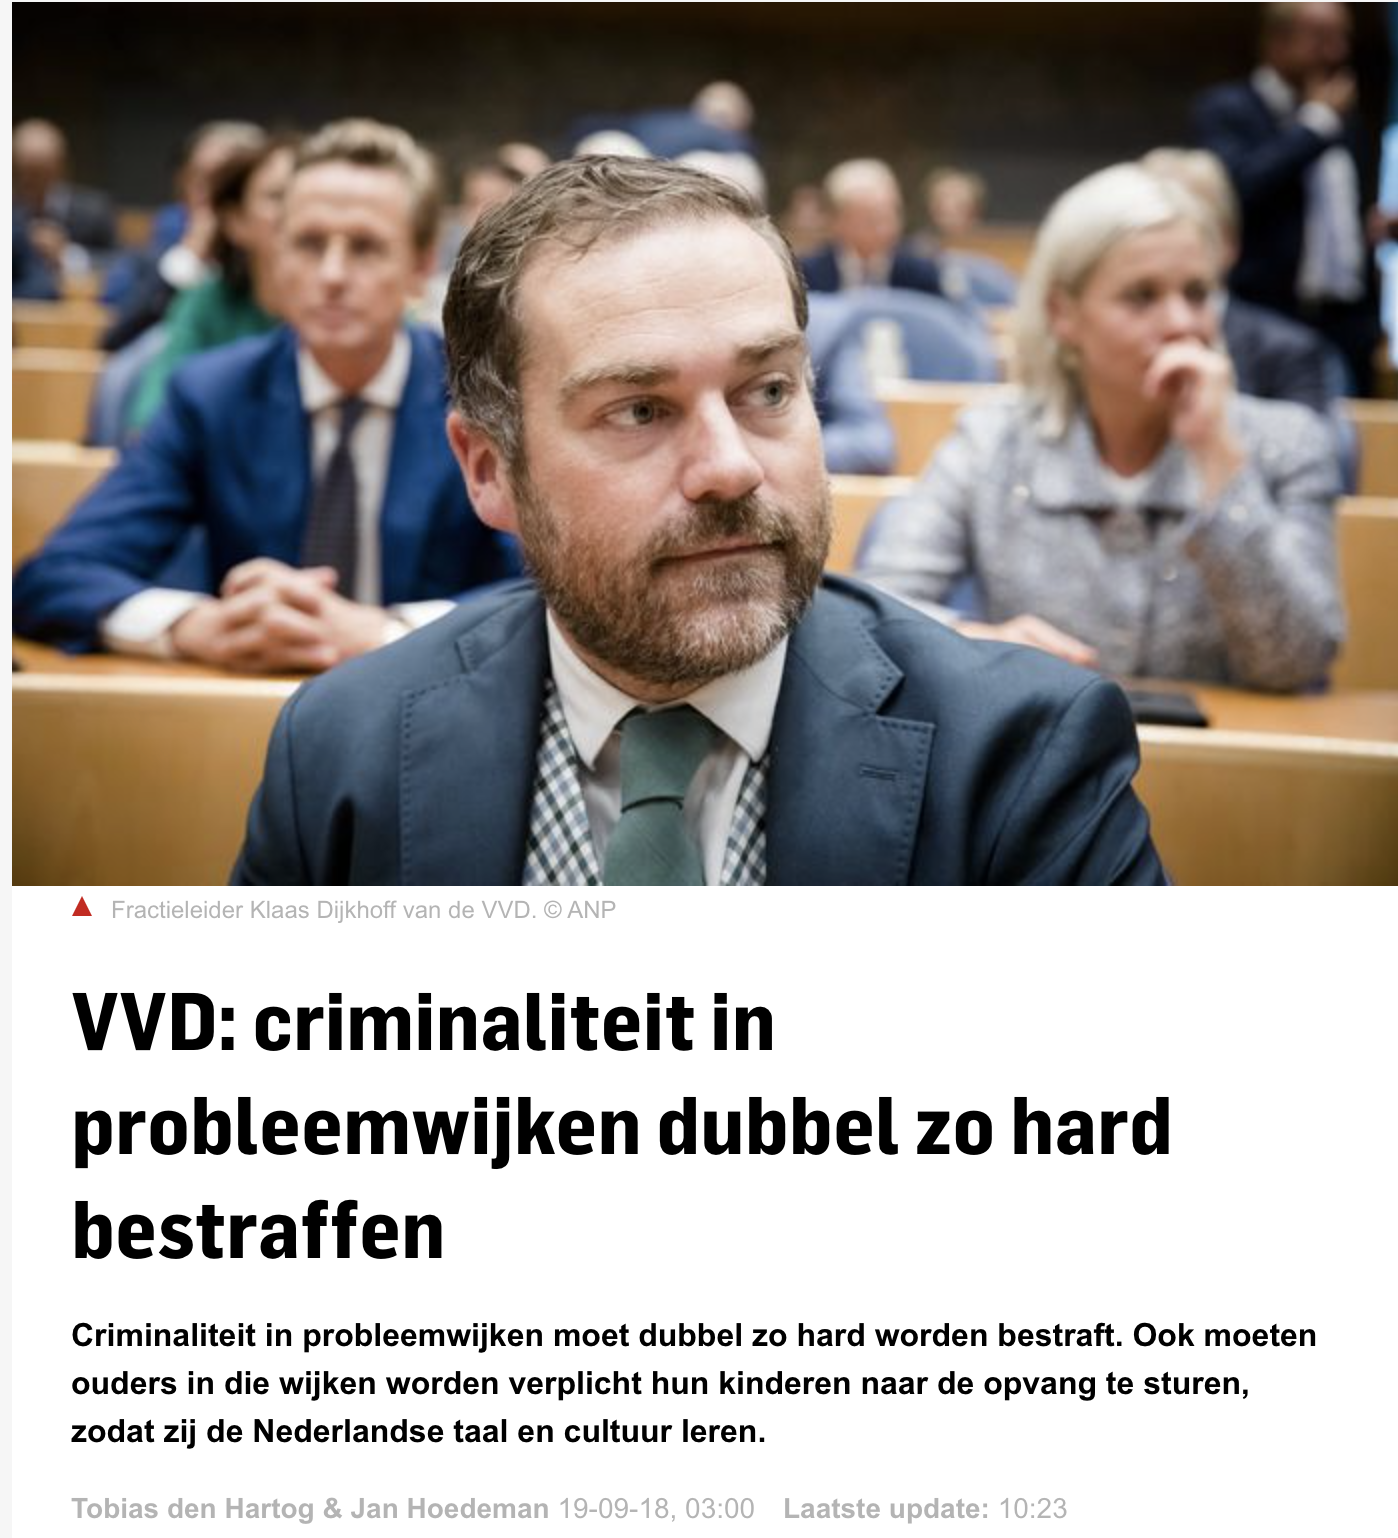 Fractieleider Klaas Dijkhoff van de VVD. © ANP
VVD: criminaliteit in
probleemwijken dubbel zo hard
bestraffen
Criminaliteit in probleemwijken moet dubbel zo hard worden bestraft. Ook moeten
ouders in die wijken worden verplicht hun kinderen naar de opvang te sturen,
zodat zij de Nederlandse taal en cultuur leren.
Tobias den Hartog & Jan Hoedeman 19-09-18, 03:00 Laatste update: 10:23